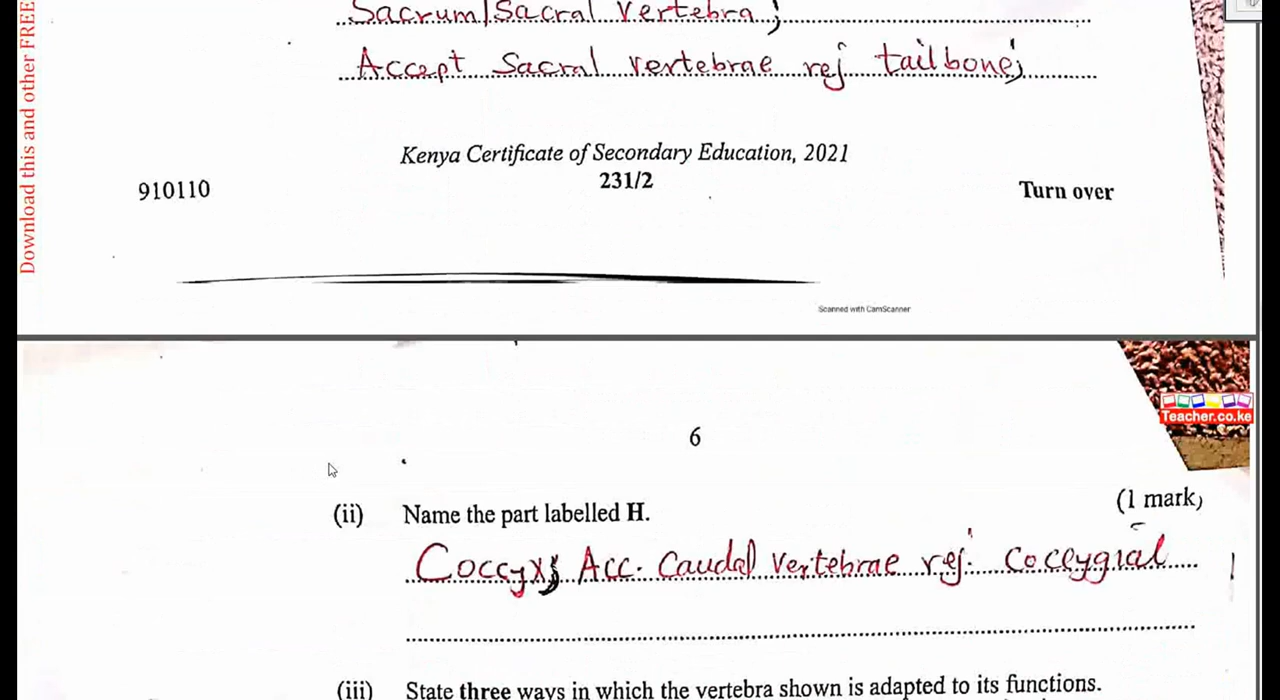 Sacrum/Sacral Vertebra;
Accept Sacral vertebrae rej tailbone;
Download this and other FREE
Kenya Certificate of Secondary Education, 2021
231/2
910110
Turn over
Scanned with CamScanner
Teacher.co.ke
6
(ii) Name the part labelled H. (1 mark)
Coccyx; Acc. Caudal vertebrae rej. Coccygial
(iii) State three ways in which the vertebra shown is adapted to its functions.